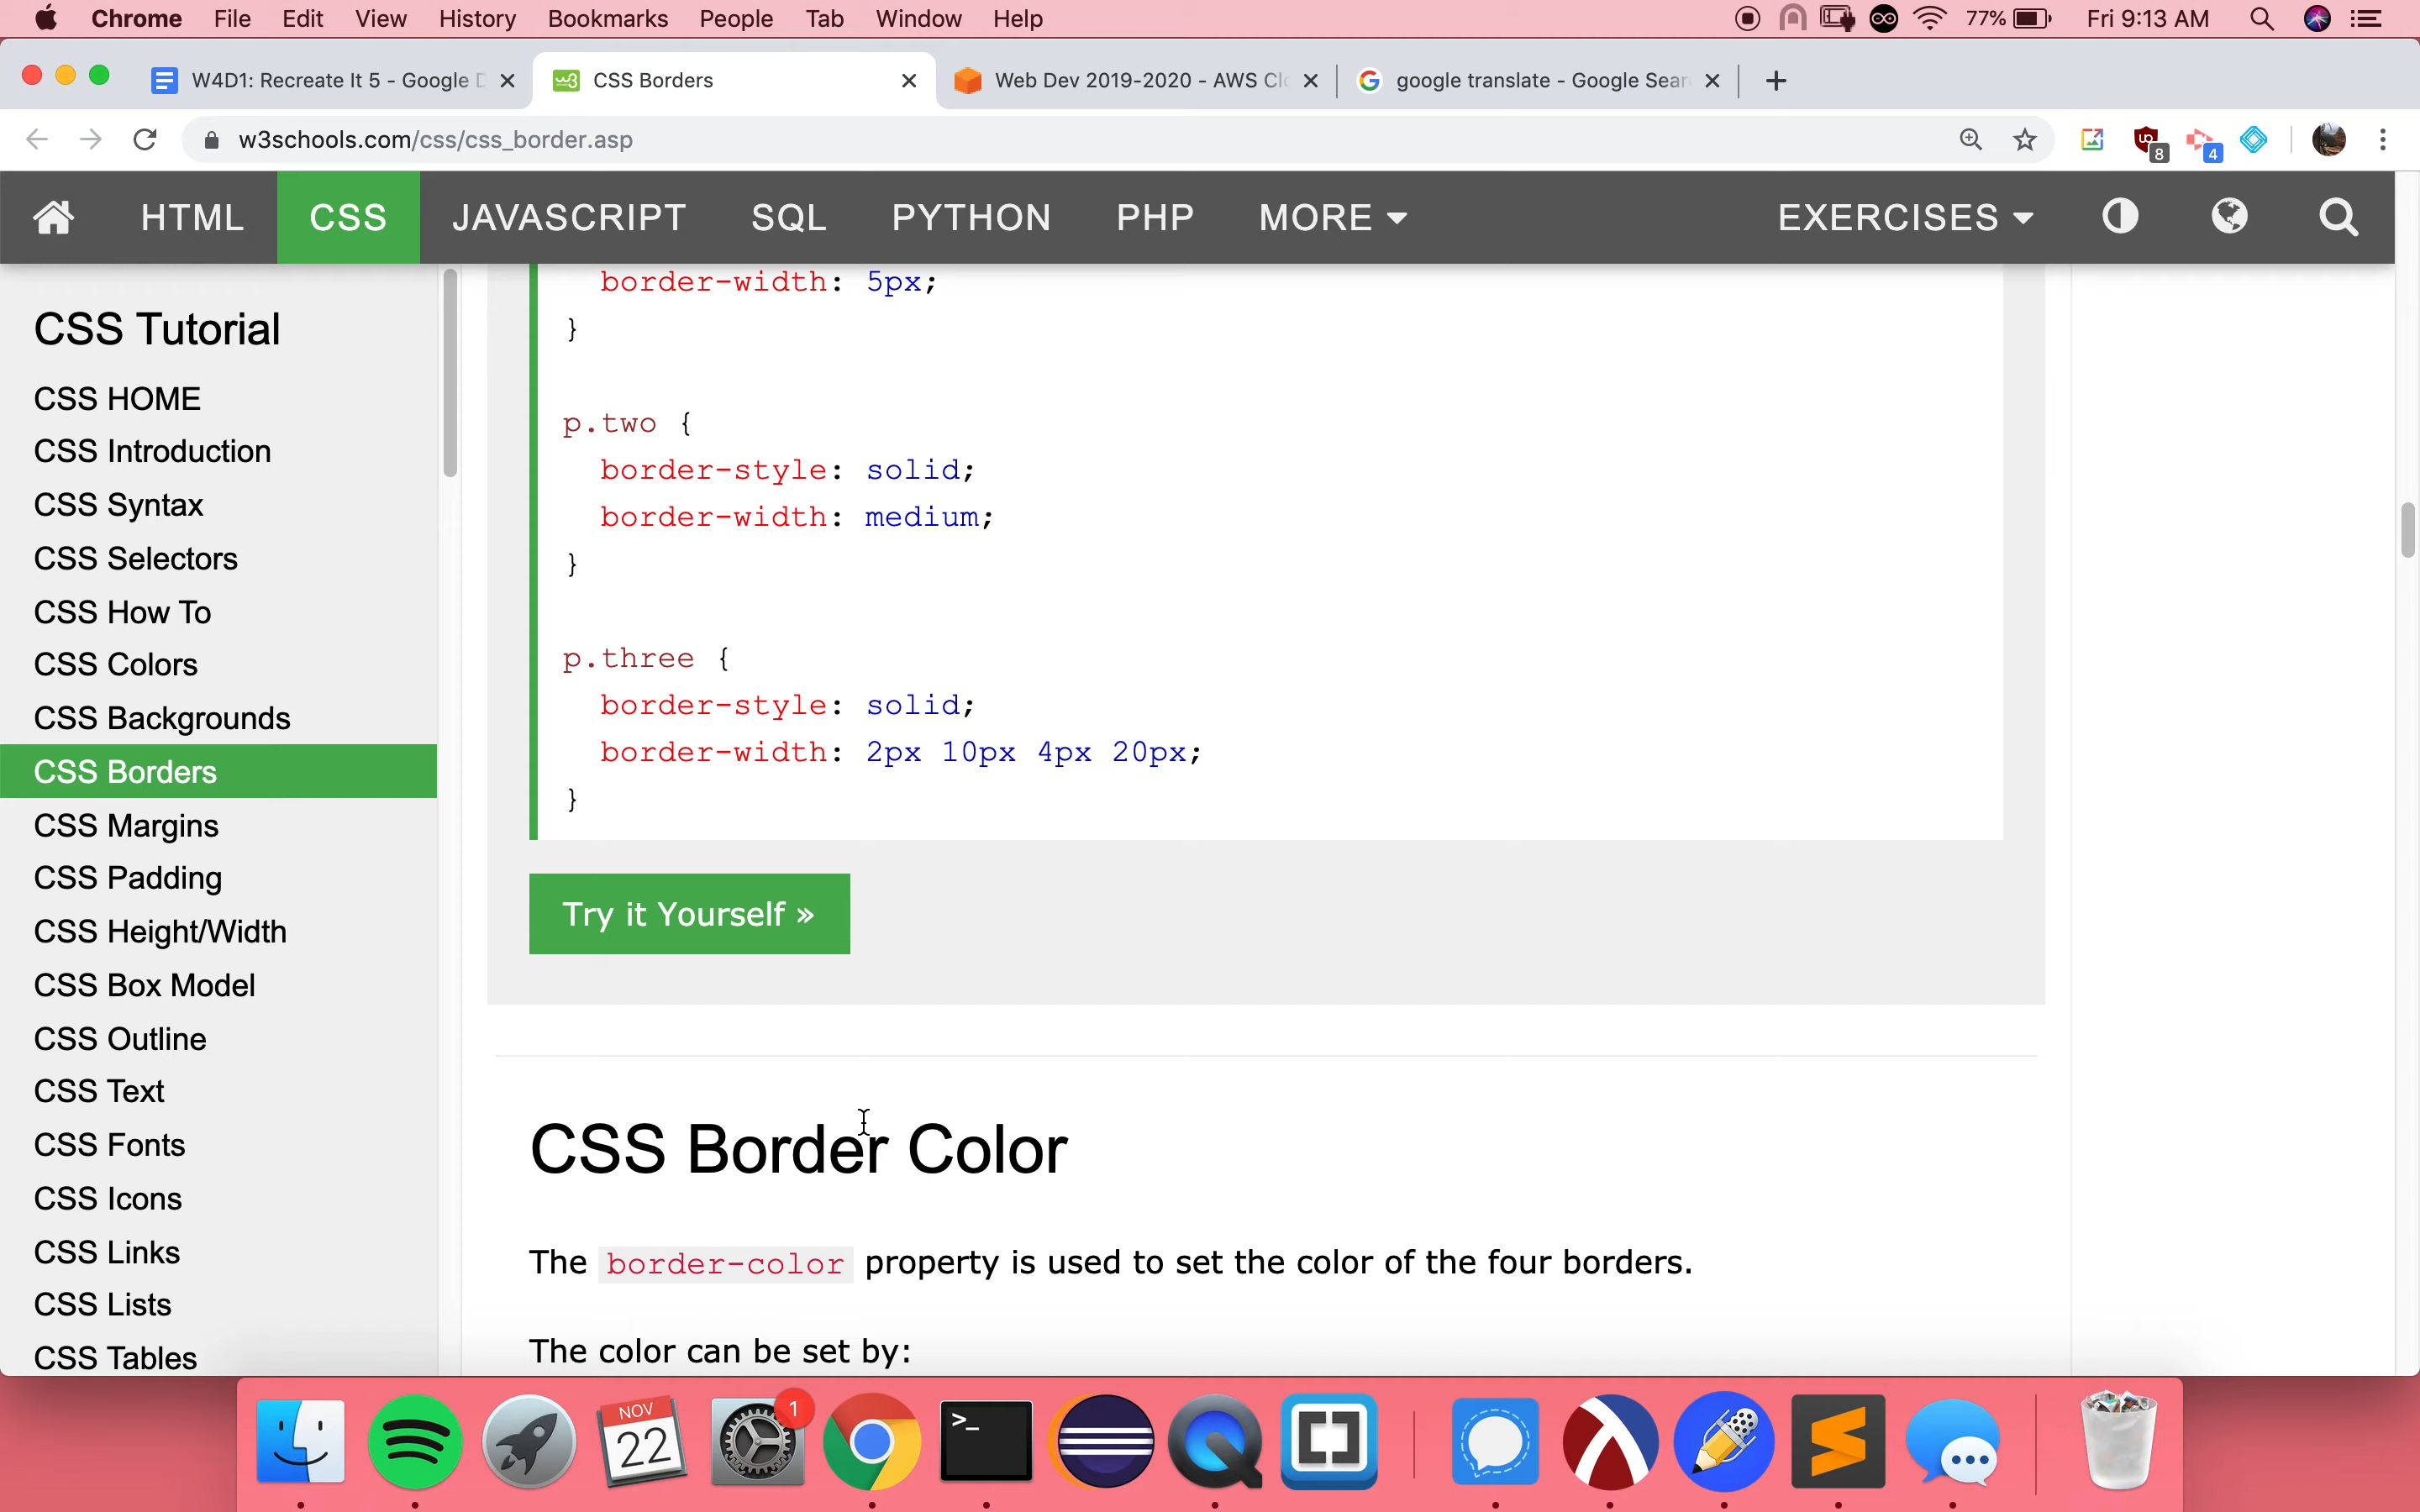 Chrome File Edit View History Bookmarks People Tab Window Help 77% Fri 9:13 AM
W4D1: Recreate It 5 - Google D CSS Borders Web Dev 2019-2020 - AWS Clo google translate - Google Sear
w3schools.com/css/css_border.asp 8 4
HTML CSS JAVASCRIPT SQL PYTHON PHP MORE EXERCISES
CSS Tutorial
CSS HOME
CSS Introduction
CSS Syntax
CSS Selectors
CSS How To
CSS Colors
CSS Backgrounds
CSS Borders
CSS Margins
CSS Padding
CSS Height/Width
CSS Box Model
CSS Outline
CSS Text
CSS Fonts
CSS Icons
CSS Links
CSS Lists
CSS Tables
border-width: 5px;
}
p.two {
border-style: solid;
border-width: medium;
}
p.three {
border-style: solid;
border-width: 2px 10px 4px 20px;
}
Try it Yourself »
CSS Border Color
The border-color property is used to set the color of the four borders.
The color can be set by:
NOV
22
1
>_